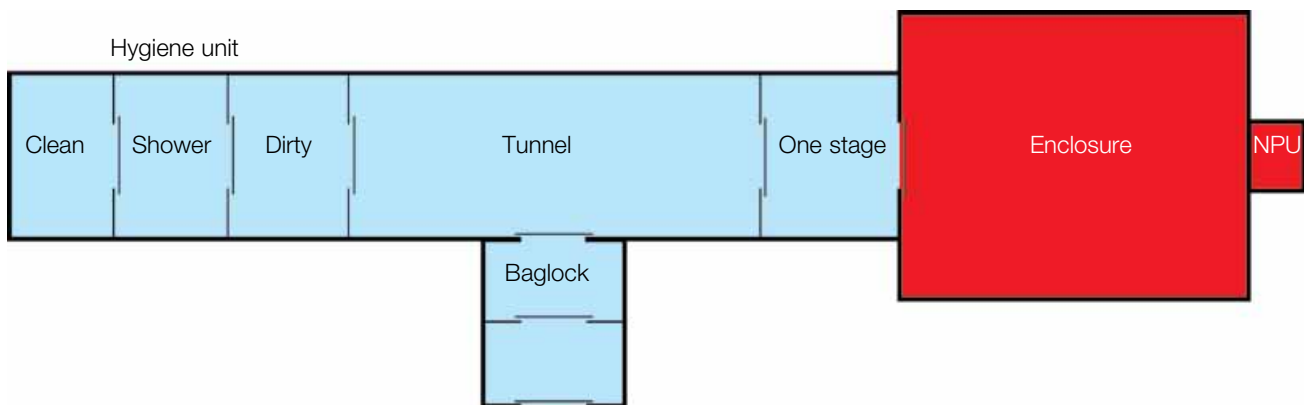 Hygiene unit
Clean Shower Dirty Tunnel One stage Enclosure NPU
Baglock